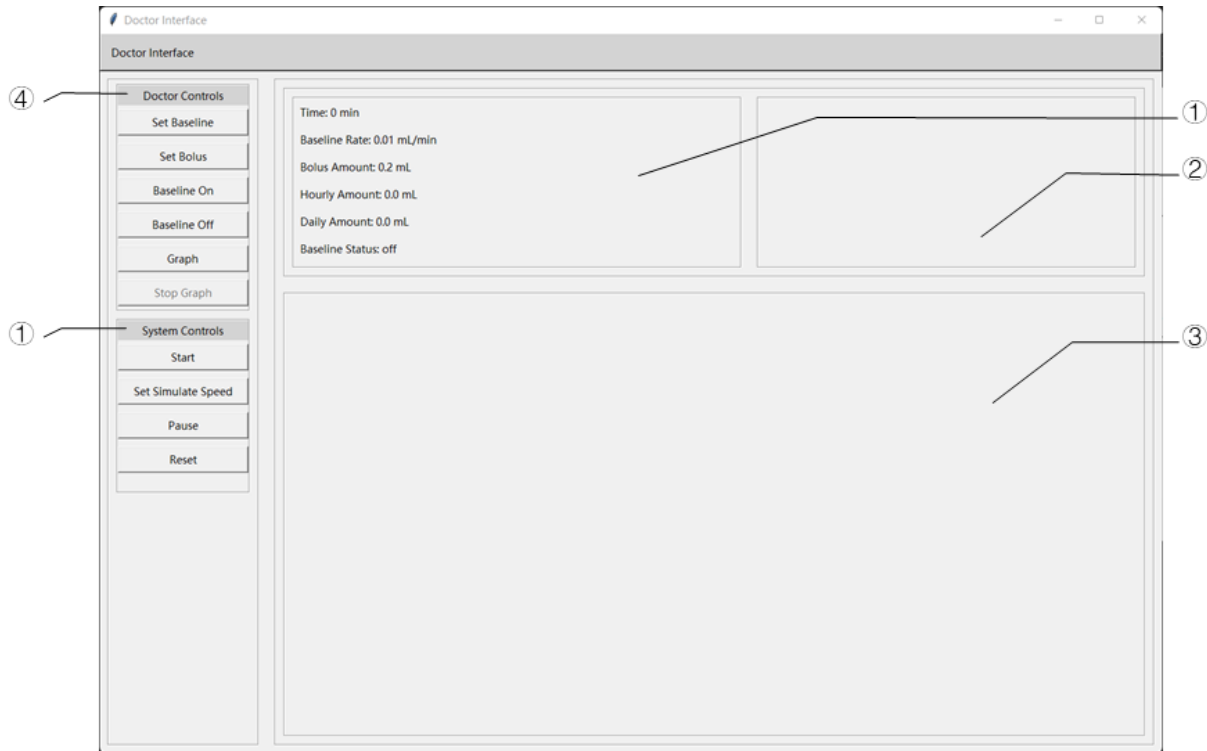 Doctor Interface
Doctor Interface
④
Doctor Controls
Set Baseline
Set Bolus
Baseline On
Baseline Off
Graph
Stop Graph
①
System Controls
Start
Set Simulate Speed
Pause
Reset
Time: 0 min
Baseline Rate: 0.01 mL/min
Bolus Amount: 0.2 mL
Hourly Amount: 0.0 mL
Daily Amount: 0.0 mL
Baseline Status: off
①
②
③